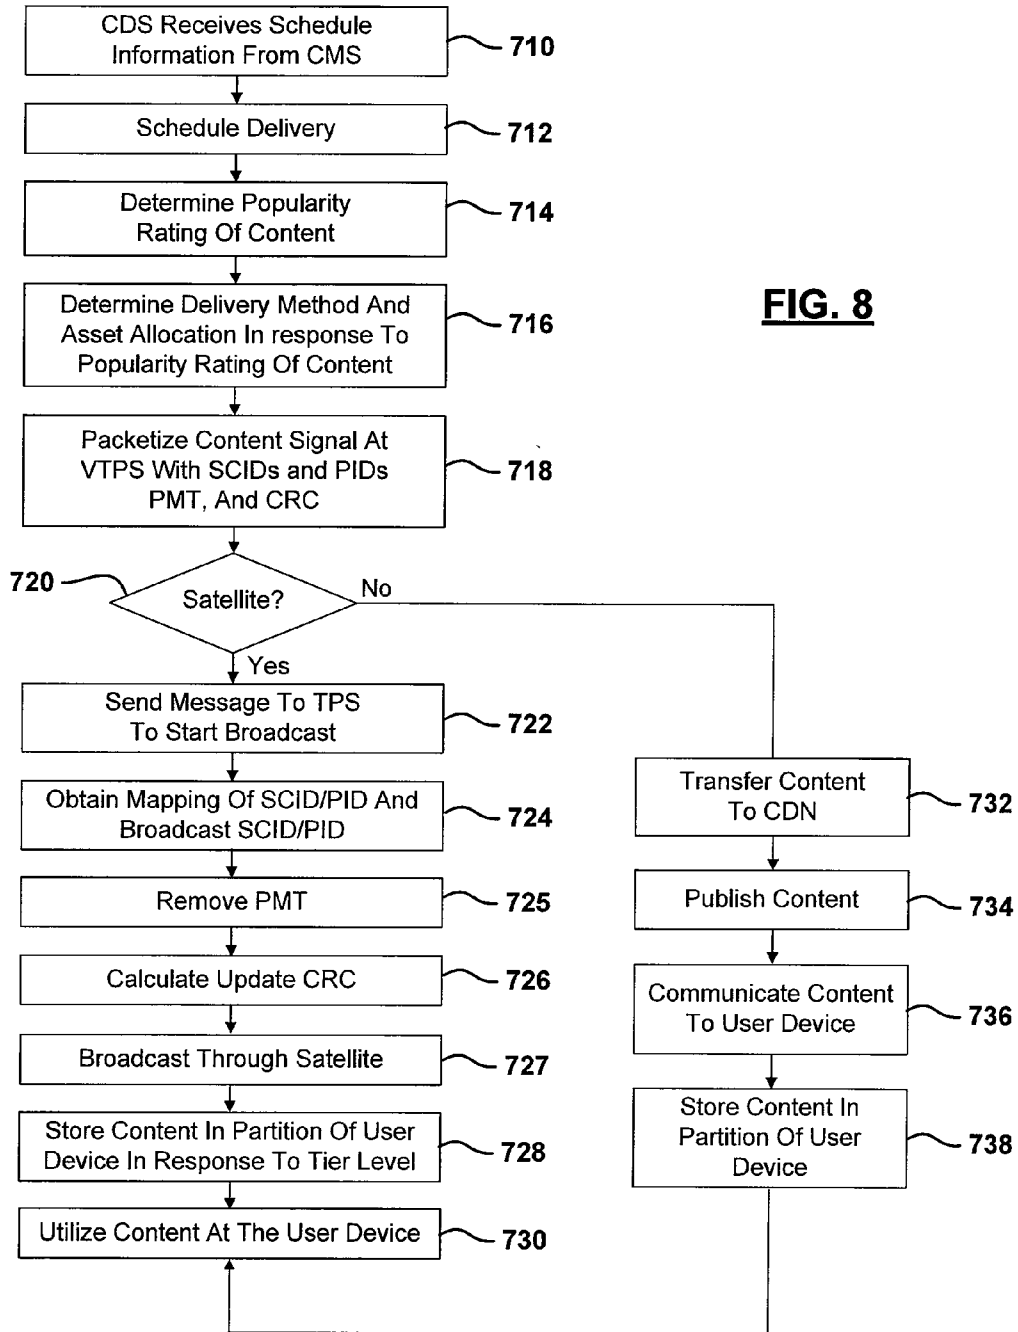 CDS Receives Schedule
Information From CMS
710
Schedule Delivery
712
Determine Popularity
Rating Of Content
714
Determine Delivery Method And
Asset Allocation In response To
Popularity Rating Of Content
716
FIG. 8
Packetize Content Signal At
VTPS With SCIDs and PIDs
PMT, And CRC
718
720
Satellite?
No
Yes
Send Message To TPS
To Start Broadcast
722
Obtain Mapping Of SCID/PID And
Broadcast SCID/PID
724
Remove PMT
725
Calculate Update CRC
726
Broadcast Through Satellite
727
Store Content In Partition Of User
Device In Response To Tier Level
728
Utilize Content At The User Device
730
Transfer Content
To CDN
732
Publish Content
734
Communicate Content
To User Device
736
Store Content In
Partition Of User
Device
738